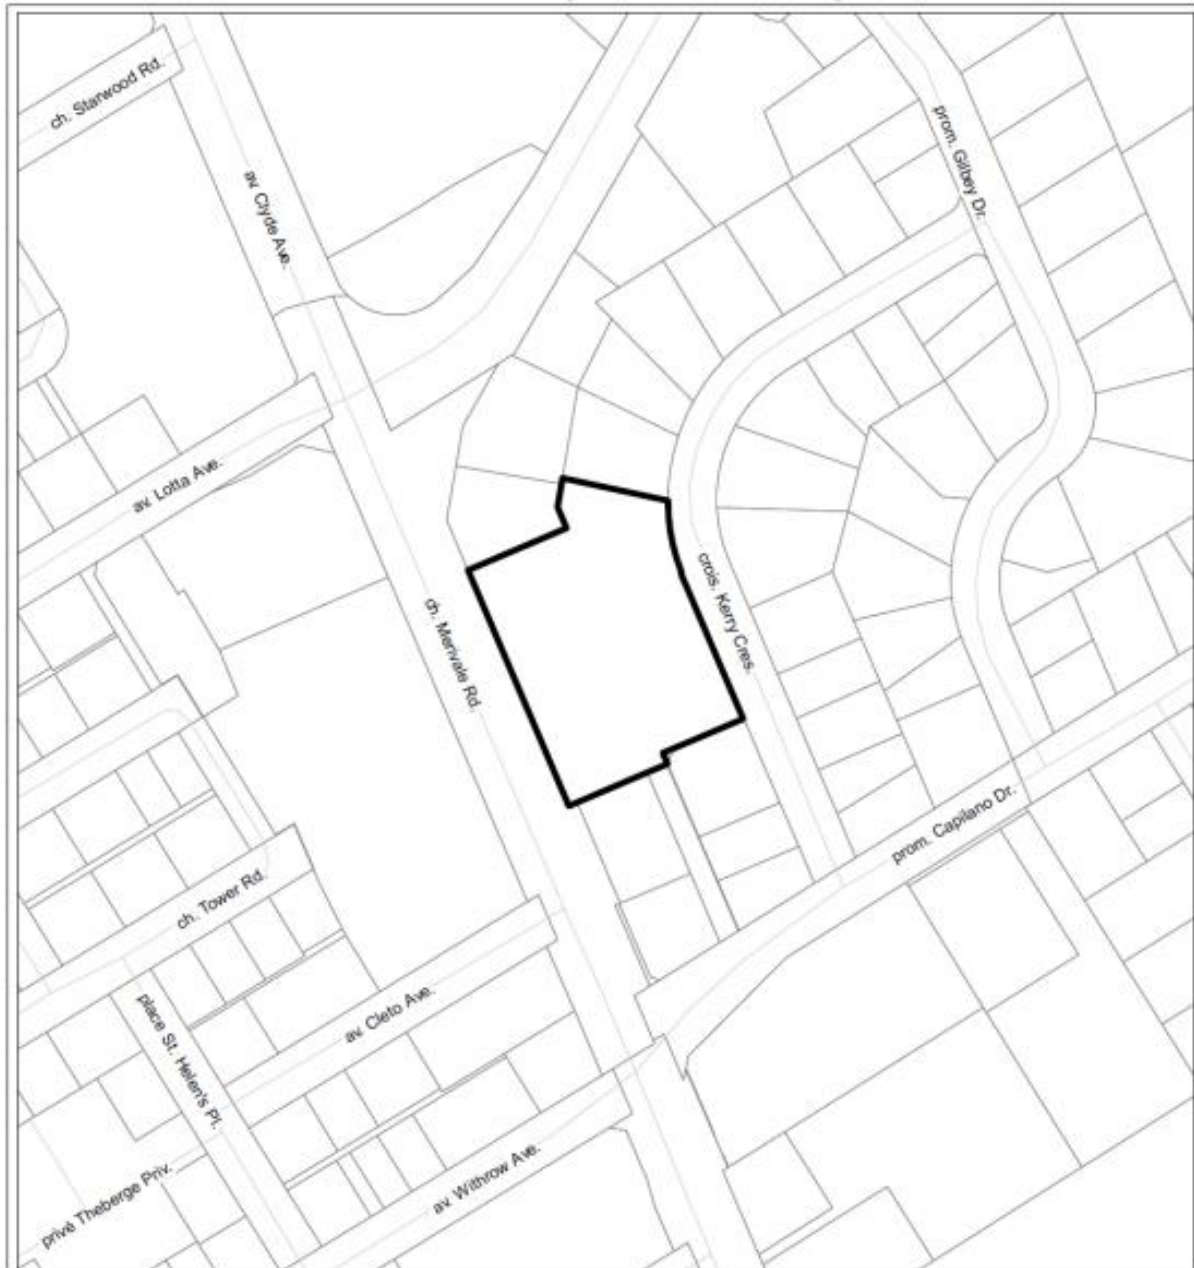 ch. Starwood Rd.
prom. Gilbey Dr.
av. Clyde Ave.
av. Lotta Ave.
crois. Kerry Cres.
ch. Merivale Rd.
prom. Capilano Dr.
ch. Tower Rd.
av. Cleto Ave.
place St. Helen's Pl.
av. Withrow Ave.
privé Theberge Priv.